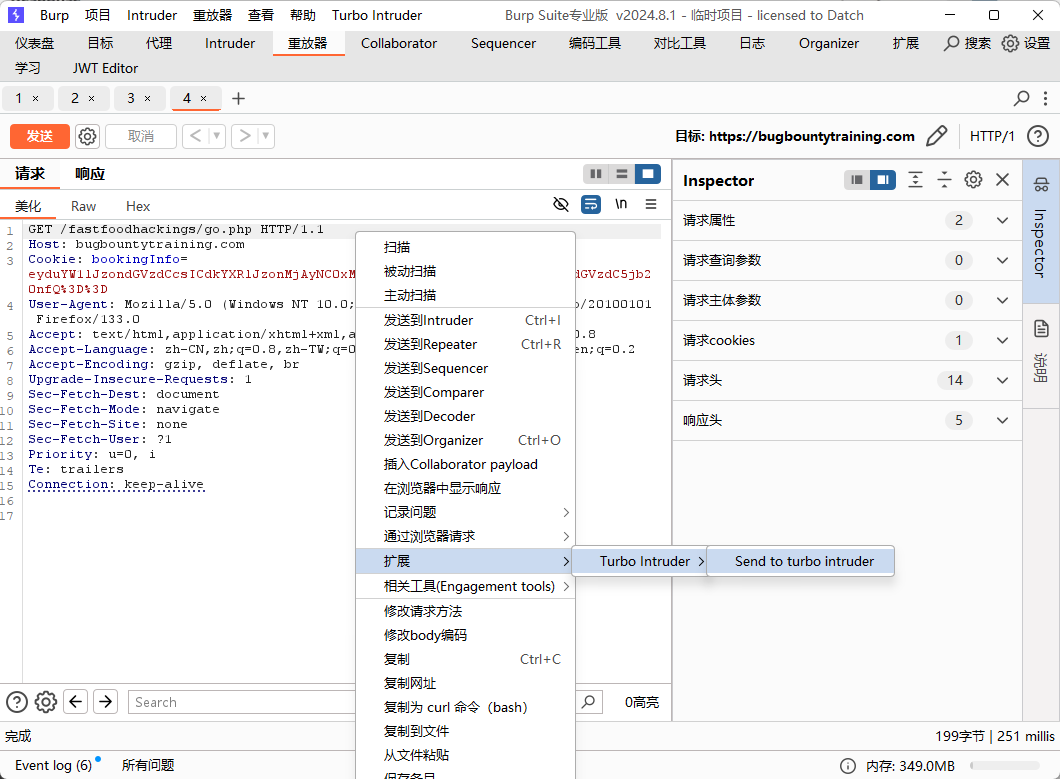 Burp 项目 Intruder 重放器 查看 帮助 Turbo Intruder Burp Suite专业版 v2024.8.1 - 临时项目 - licensed to Datch
仪表盘 目标 代理 Intruder 重放器 Collaborator Sequencer 编码工具 对比工具 日志 Organizer 扩展 搜索 设置
学习 JWT Editor
1 × 2 × 3 × 4 × +
发送 取消 < > 目标: https://bugbountytraining.com HTTP/1
请求 响应
美化 Raw Hex \n
1 GET /fastfoodhackings/go.php HTTP/1.1
2 Host: bugbountytraining.com
3 Cookie: bookingInfo=
dGVzdC5jb2
0nfQ%3D%3D
4 User-Agent: Mozilla/5.0 (Windows NT 10.0;
/20100101
Firefox/133.0
5 Accept: text/html,application/xhtml+xml,a
0.8
6 Accept-Language: zh-CN,zh;q=0.8,zh-TW;q=0
en;q=0.2
7 Accept-Encoding: gzip, deflate, br
8 Upgrade-Insecure-Requests: 1
9 Sec-Fetch-Dest: document
10 Sec-Fetch-Mode: navigate
11 Sec-Fetch-Site: none
12 Sec-Fetch-User: ?1
13 Priority: u=0, i
14 Te: trailers
15 Connection: keep-alive
16
17
扫描
被动扫描
主动扫描
发送到Intruder Ctrl+I
发送到Repeater Ctrl+R
发送到Sequencer
发送到Comparer
发送到Decoder
发送到Organizer Ctrl+O
插入Collaborator payload
在浏览器中显示响应
记录问题
通过浏览器请求
扩展
Turbo Intruder
Send to turbo intruder
相关工具(Engagement tools)
修改请求方法
修改body编码
复制 Ctrl+C
复制网址
复制为 curl 命令（bash）
复制到文件
从文件粘贴
保存条目
Inspector
请求属性 2
请求查询参数 0
请求主体参数 0
请求cookies 1
请求头 14
响应头 5
Inspector
说明
Search 0高亮
完成 199字节 | 251 millis
Event log (6) 所有问题 内存: 349.0MB